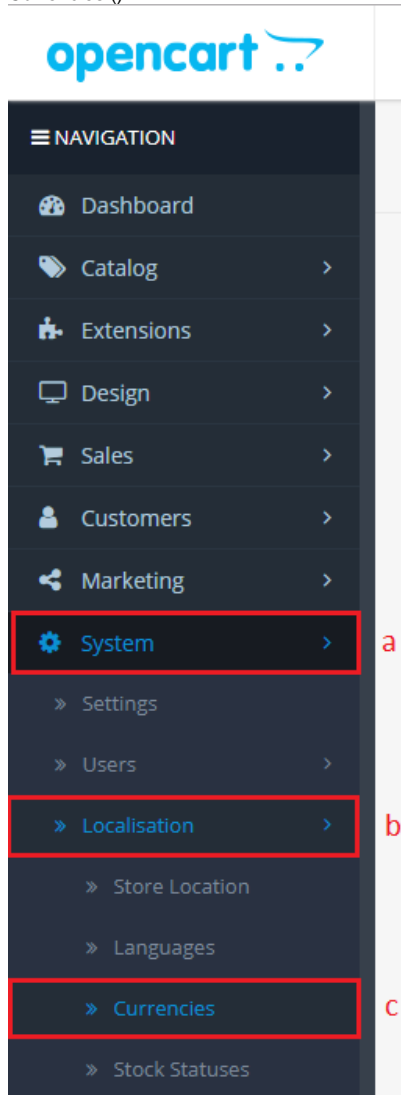 opencart
NAVIGATION
Dashboard
Catalog
Extensions
Design
Sales
Customers
Marketing
System a
Settings
Users
Localisation b
Store Location
Languages
Currencies c
Stock Statuses